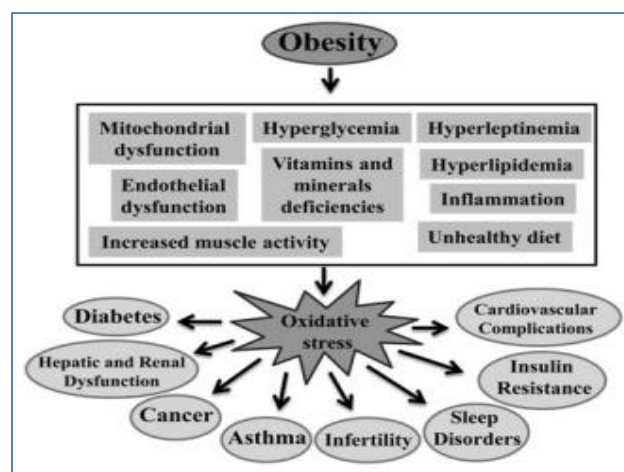 Obesity
Mitochondrial
dysfunction
Hyperglycemia
Hyperleptinemia
Endothelial
dysfunction
Vitamins and
minerals
deficiencies
Hyperlipidemia
Inflammation
Increased muscle activity
Unhealthy diet
Oxidative
stress
Diabetes
Cardiovascular
Complications
Hepatic and Renal
Dysfunction
Insulin
Resistance
Cancer
Asthma
Infertility
Sleep
Disorders